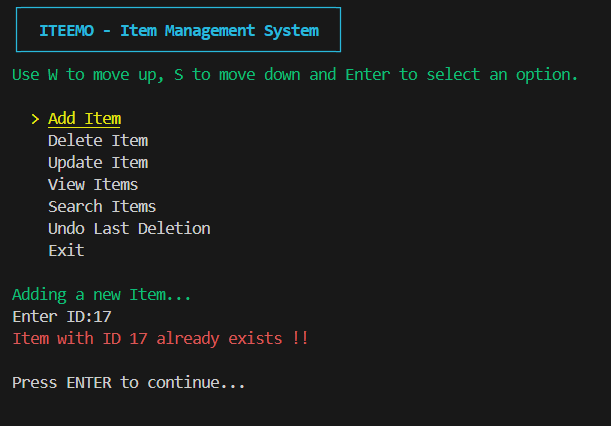 ITEEMO - Item Management System
Use W to move up, S to move down and Enter to select an option.
> Add Item
Delete Item
Update Item
View Items
Search Items
Undo Last Deletion
Exit
Adding a new Item...
Enter ID:17
Item with ID 17 already exists !!
Press ENTER to continue...